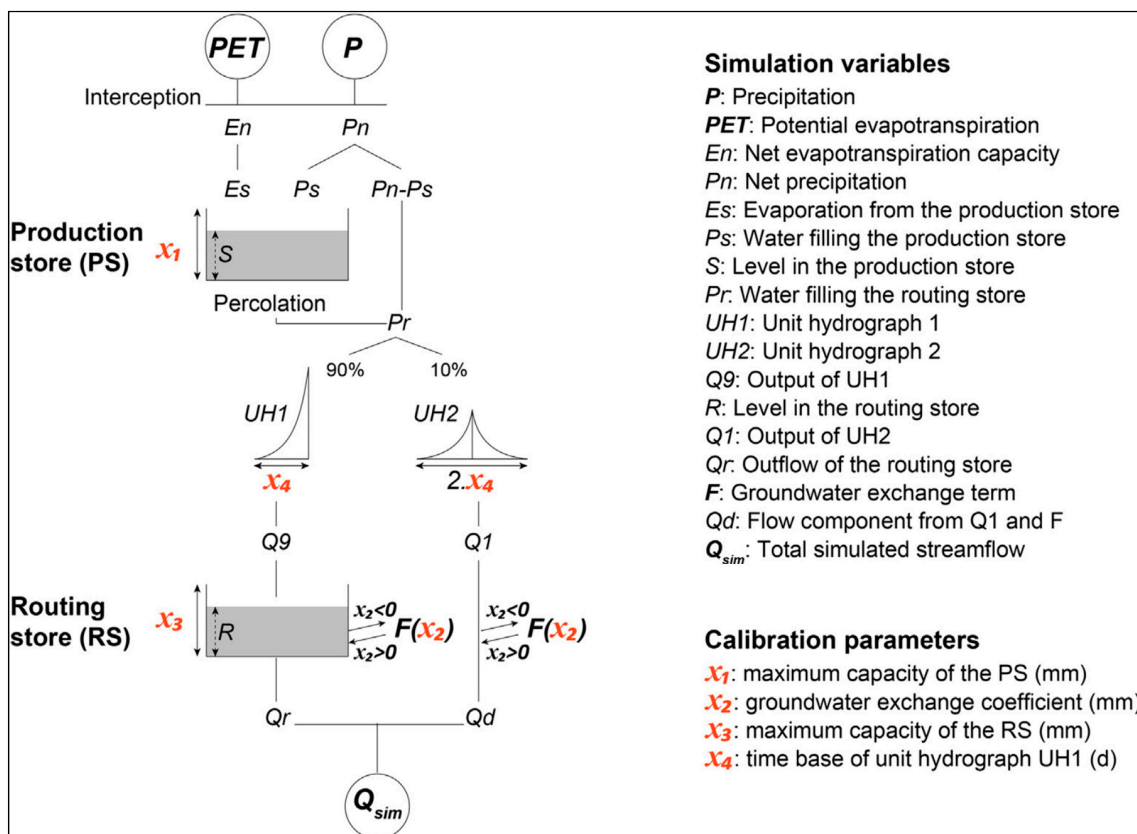 PET P
Interception
En Pn
Es Ps Pn-Ps
Production
store (PS)
x1
S
Percolation
Pr
90% 10%
UH1 UH2
x4 2.x4
Q9 Q1
Routing
store (RS)
x3
R
x2<0
F(x2)
x2>0
x2<0
F(x2)
x2>0
Qr Qd
Qsim
Simulation variables
P: Precipitation
PET: Potential evapotranspiration
En: Net evapotranspiration capacity
Pn: Net precipitation
Es: Evaporation from the production store
Ps: Water filling the production store
S: Level in the production store
Pr: Water filling the routing store
UH1: Unit hydrograph 1
UH2: Unit hydrograph 2
Q9: Output of UH1
R: Level in the routing store
Q1: Output of UH2
Qr: Outflow of the routing store
F: Groundwater exchange term
Qd: Flow component from Q1 and F
Qsim: Total simulated streamflow
Calibration parameters
x1: maximum capacity of the PS (mm)
x2: groundwater exchange coefficient (mm)
x3: maximum capacity of the RS (mm)
x4: time base of unit hydrograph UH1 (d)